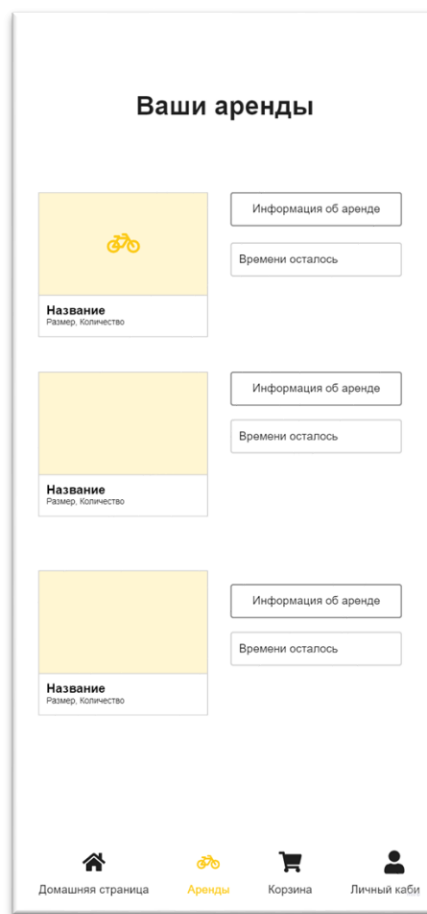 Ваши аренды
Информация об аренде
Времени осталось
Название
Размер, Количество
Информация об аренде
Времени осталось
Название
Размер, Количество
Информация об аренде
Времени осталось
Название
Размер, Количество
Домашняя страница
Аренды
Корзина
Личный каби